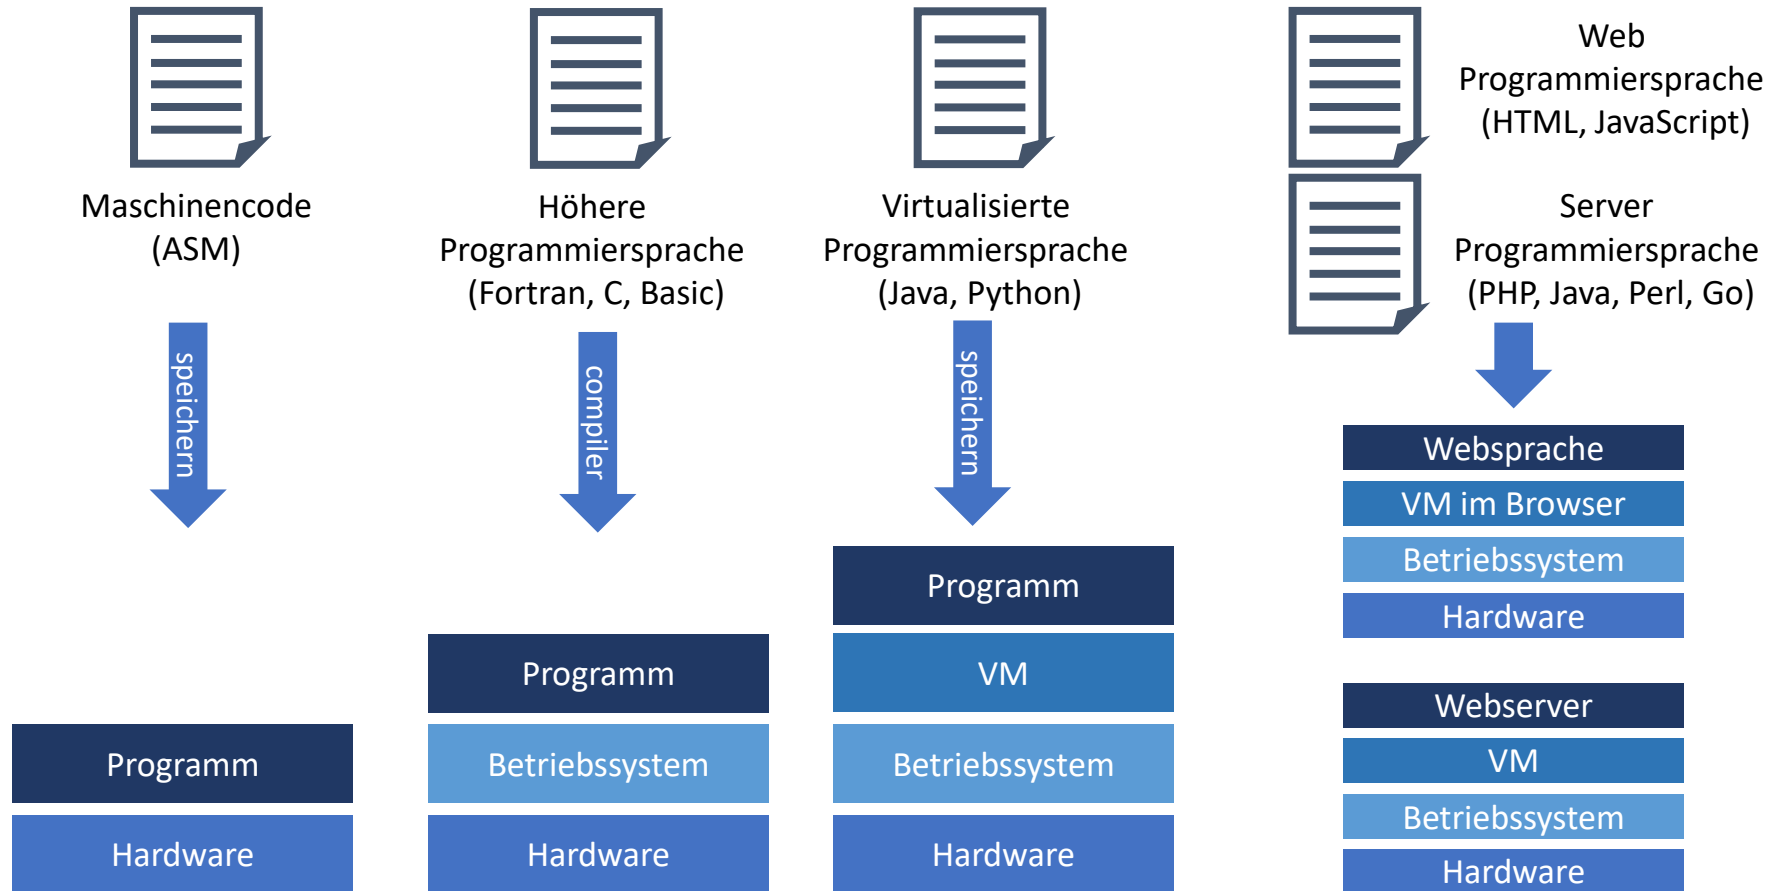 Maschinencode
(ASM)
speichern
Programm
Hardware
Höhere
Programmiersprache
(Fortran, C, Basic)
compiler
Programm
Betriebssystem
Hardware
Virtualisierte
Programmiersprache
(Java, Python)
speichern
Programm
VM
Betriebssystem
Hardware
Web
Programmiersprache
(HTML, JavaScript)
Server
Programmiersprache
(PHP, Java, Perl, Go)
Websprache
VM im Browser
Betriebssystem
Hardware
Webserver
VM
Betriebssystem
Hardware